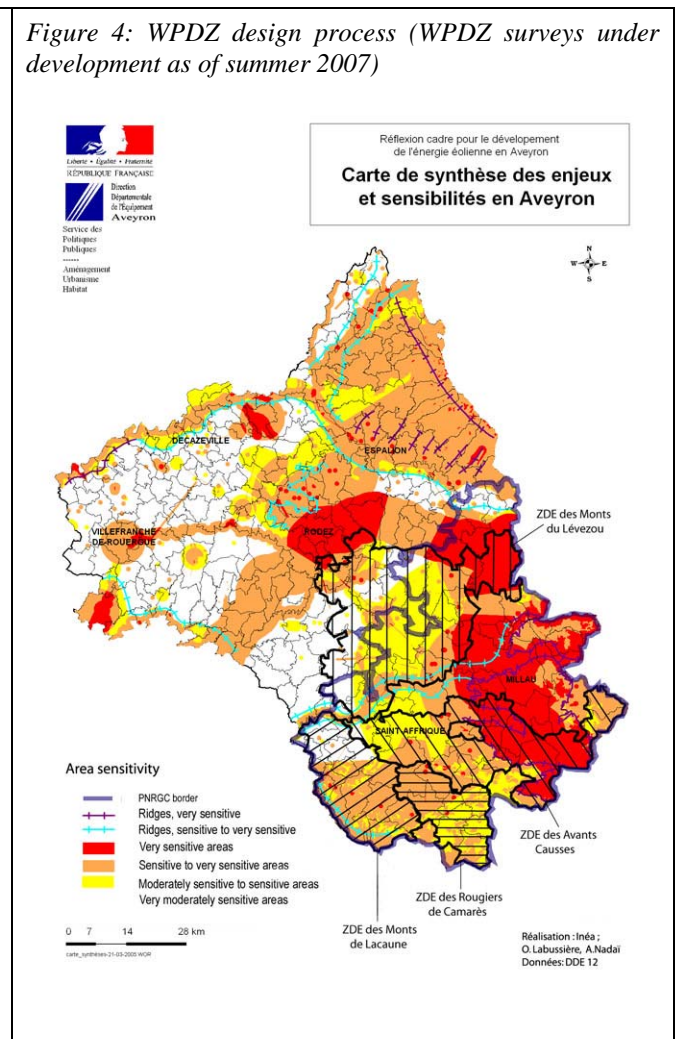 Figure 4: WPDZ design process (WPDZ surveys under
development as of summer 2007)
Liberté • Égalité • Fraternité
RÉPUBLIQUE FRANÇAISE
Direction
Départementale
de l'Équipement
Aveyron
Service des
Politiques
Publiques
------
Aménagement
Urbanisme
Habitat
Réflexion cadre pour le dévelopement
de l'énergie éolienne en Aveyron
Carte de synthèse des enjeux
et sensibilités en Aveyron
N
W E
S
DECAZEVILLE
ESPALION
ZDE des Monts
du Lévezou
VILLEFRANCHE
DE-ROUERGUE
RODEZ
MILLAU
SAINT-AFFRIQUE
Area sensitivity
PNRGC border
Ridges, very sensitive
Ridges, sensitive to very sensitive
Very sensitive areas
Sensitive to very sensitive areas
Moderately sensitive to sensitive areas
Very moderately sensitive areas
ZDE des Avants
Causses
ZDE des Rougiers
de Camarès
ZDE des Monts
de Lacaune
0 7 14 28 km
carte_synthèses-21-03-2005.WOR
Réalisation : Inéa ;
O. Labussière, A.Nadaï
Données: DDE 12